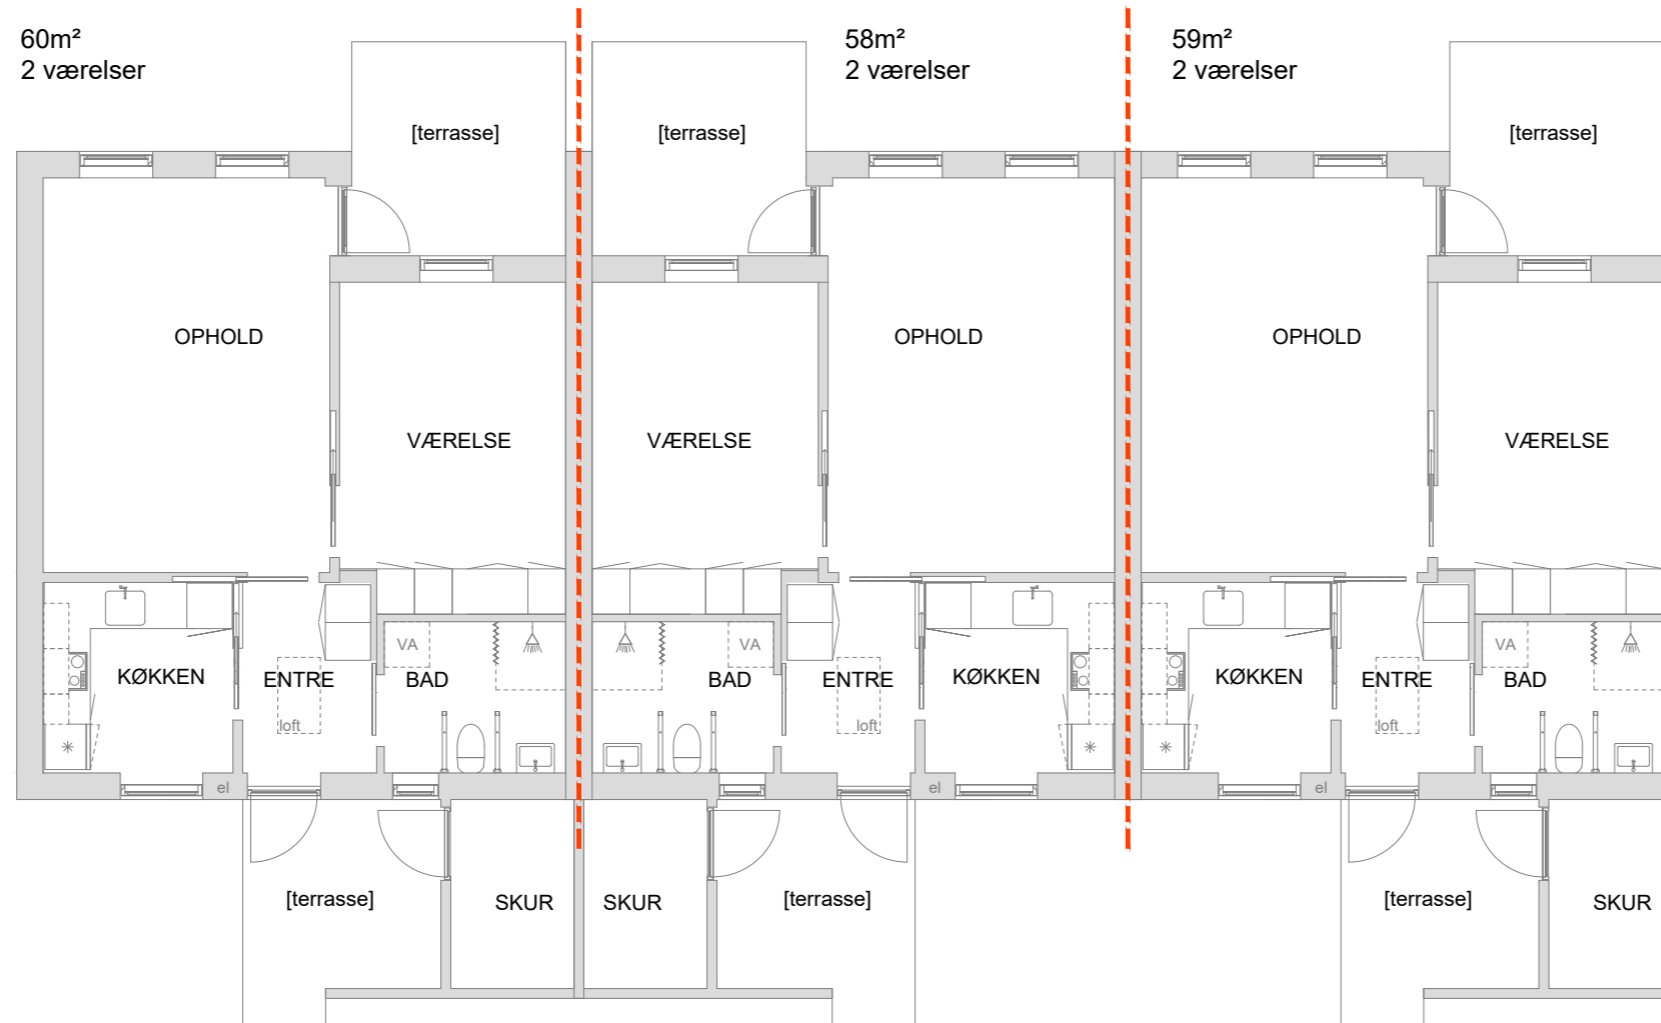 60m²
2 værelser
58m²
2 værelser
59m²
2 værelser
[terrasse]
[terrasse]
[terrasse]
OPHOLD
OPHOLD
OPHOLD
VÆRELSE
VÆRELSE
VÆRELSE
VA
VA
VA
KØKKEN
ENTRE
BAD
BAD
ENTRE
KØKKEN
KØKKEN
ENTRE
BAD
loft
loft
loft
el
el
el
[terrasse]
SKUR
SKUR
[terrasse]
[terrasse]
SKUR